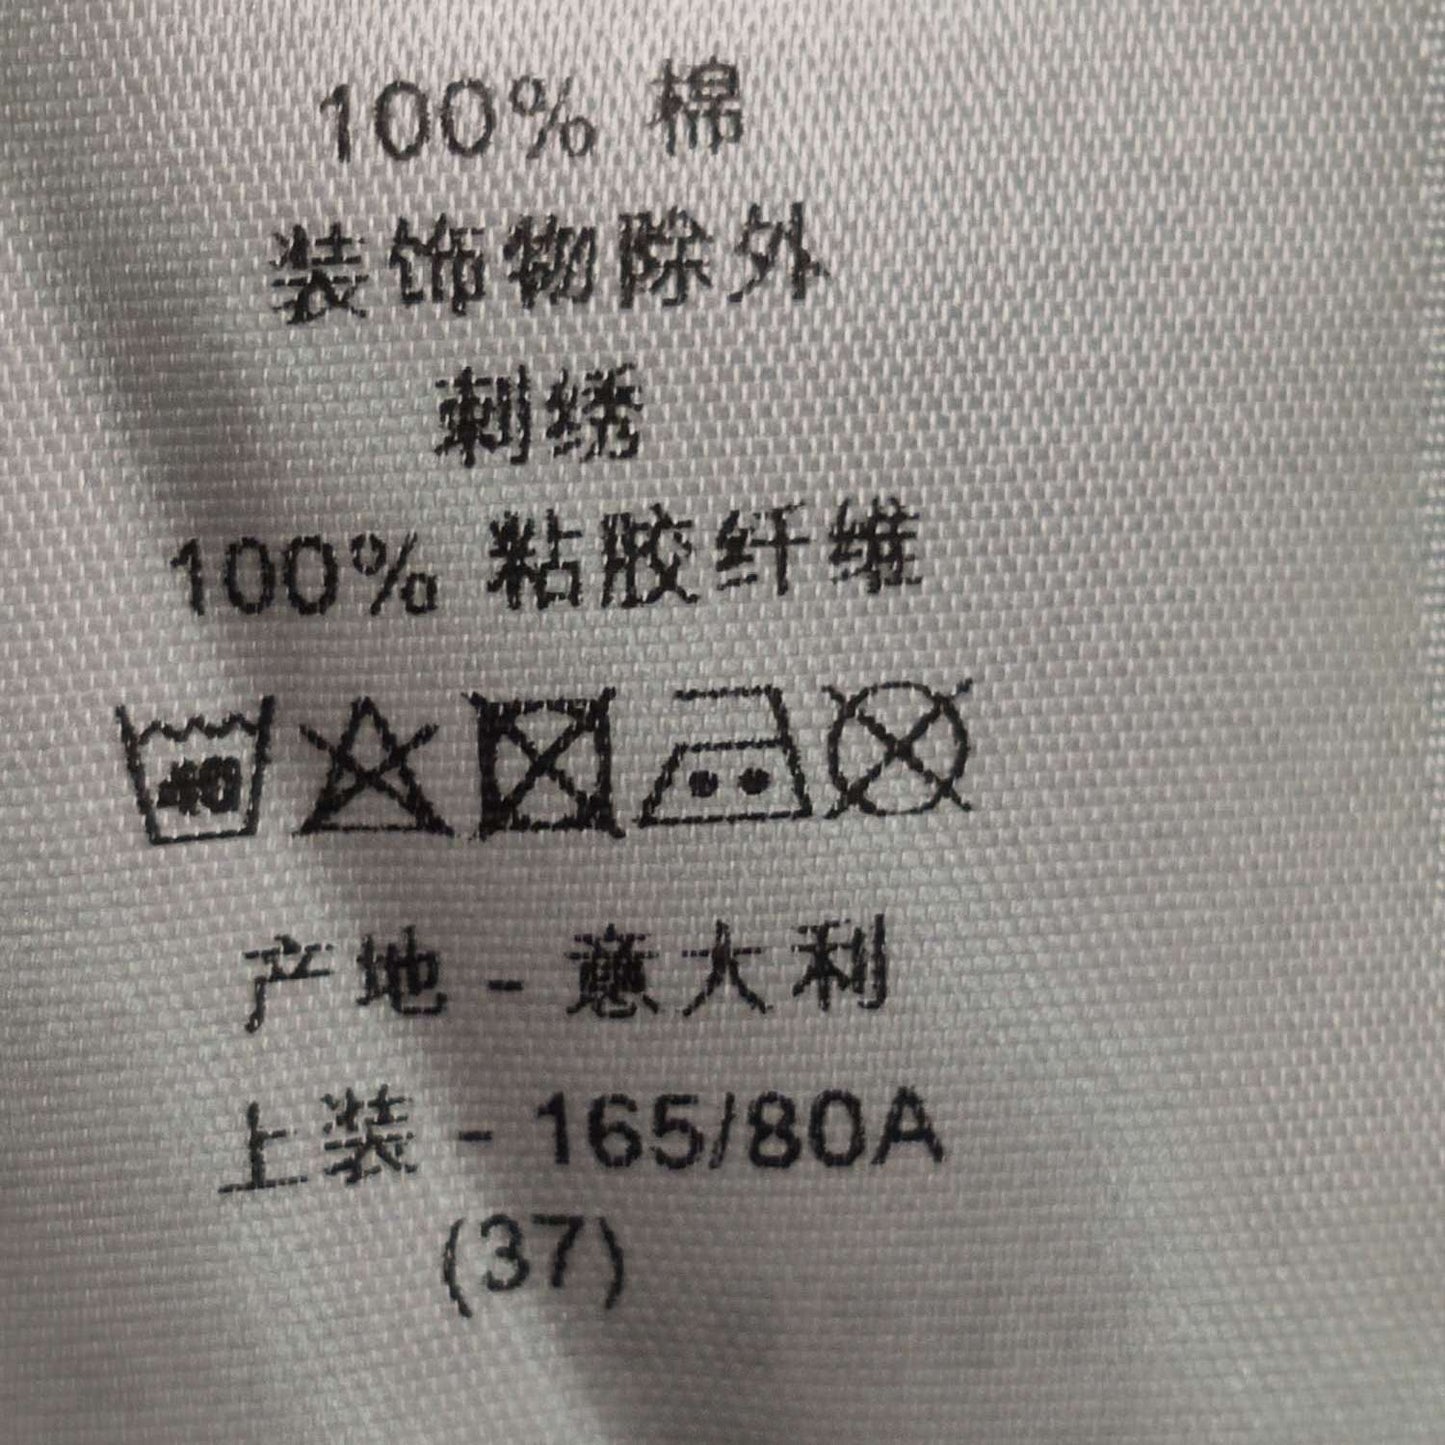 100% 棉
装饰物除外
刺绣
100% 粘胶纤维
40
产地 - 意大利
上装 - 165/80A
(37)